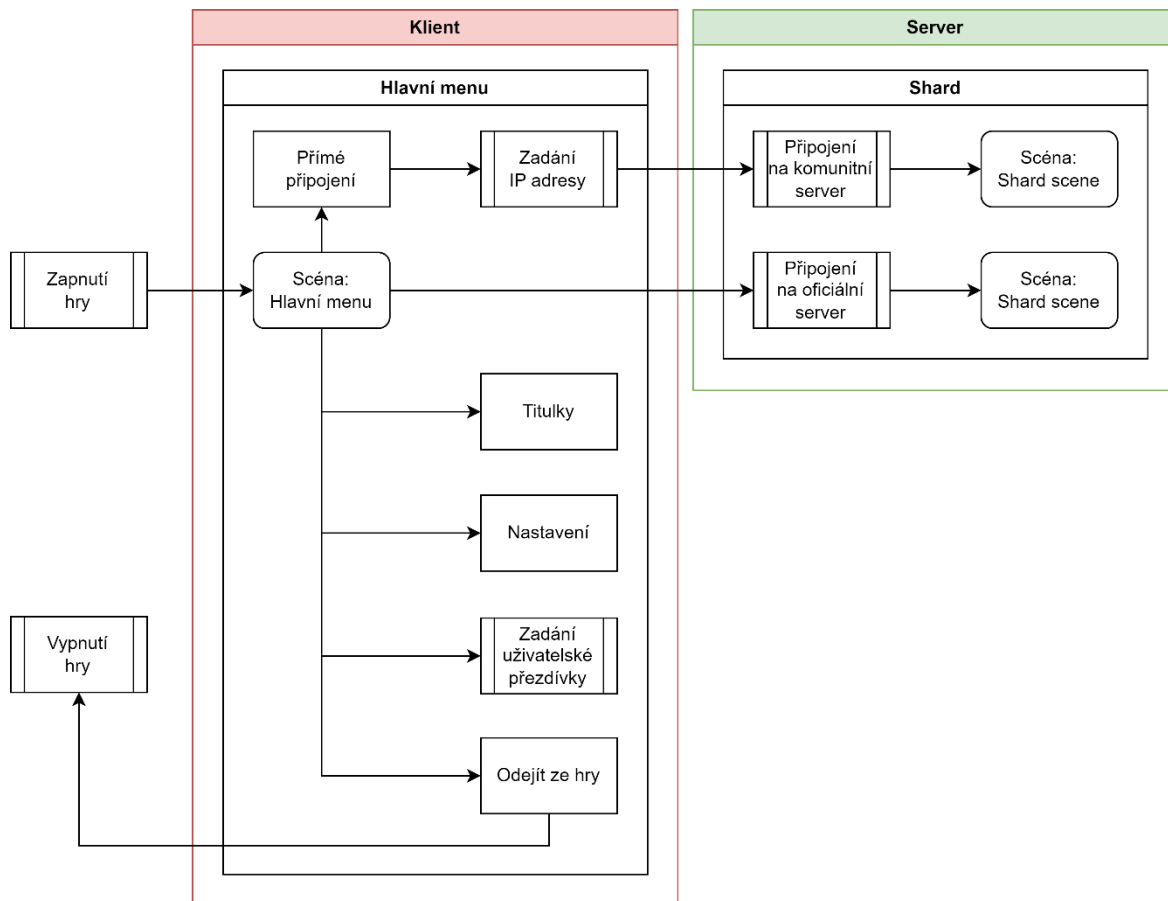 Klient
Server
Hlavní menu
Shard
Přímé
připojení
Zadání
IP adresy
Připojení
na komunitní
server
Scéna:
Shard scene
Zapnutí
hry
Scéna:
Hlavní menu
Připojení
na oficiální
server
Scéna:
Shard scene
Titulky
Nastavení
Vypnutí
hry
Zadání
uživatelské
přezdívky
Odejít ze hry